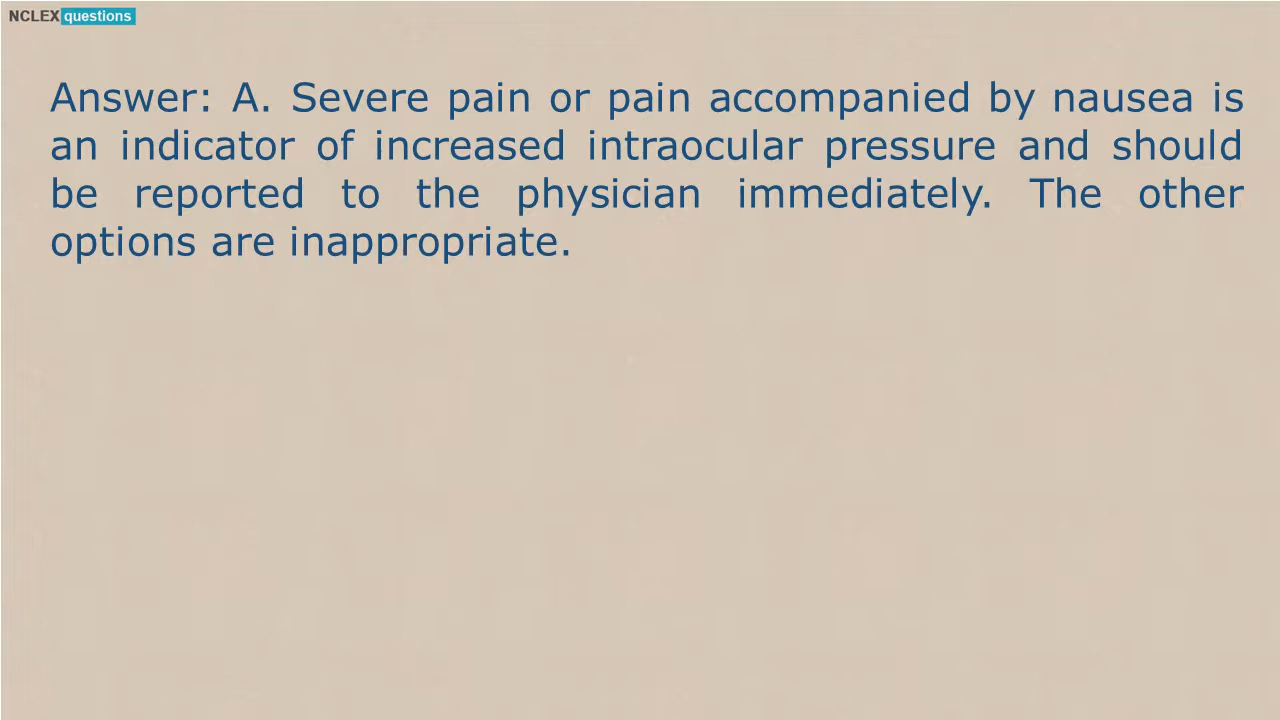 NCLEX questions
Answer: A. Severe pain or pain accompanied by nausea is
an indicator of increased intraocular pressure and should
be reported to the physician immediately. The other
options are inappropriate.